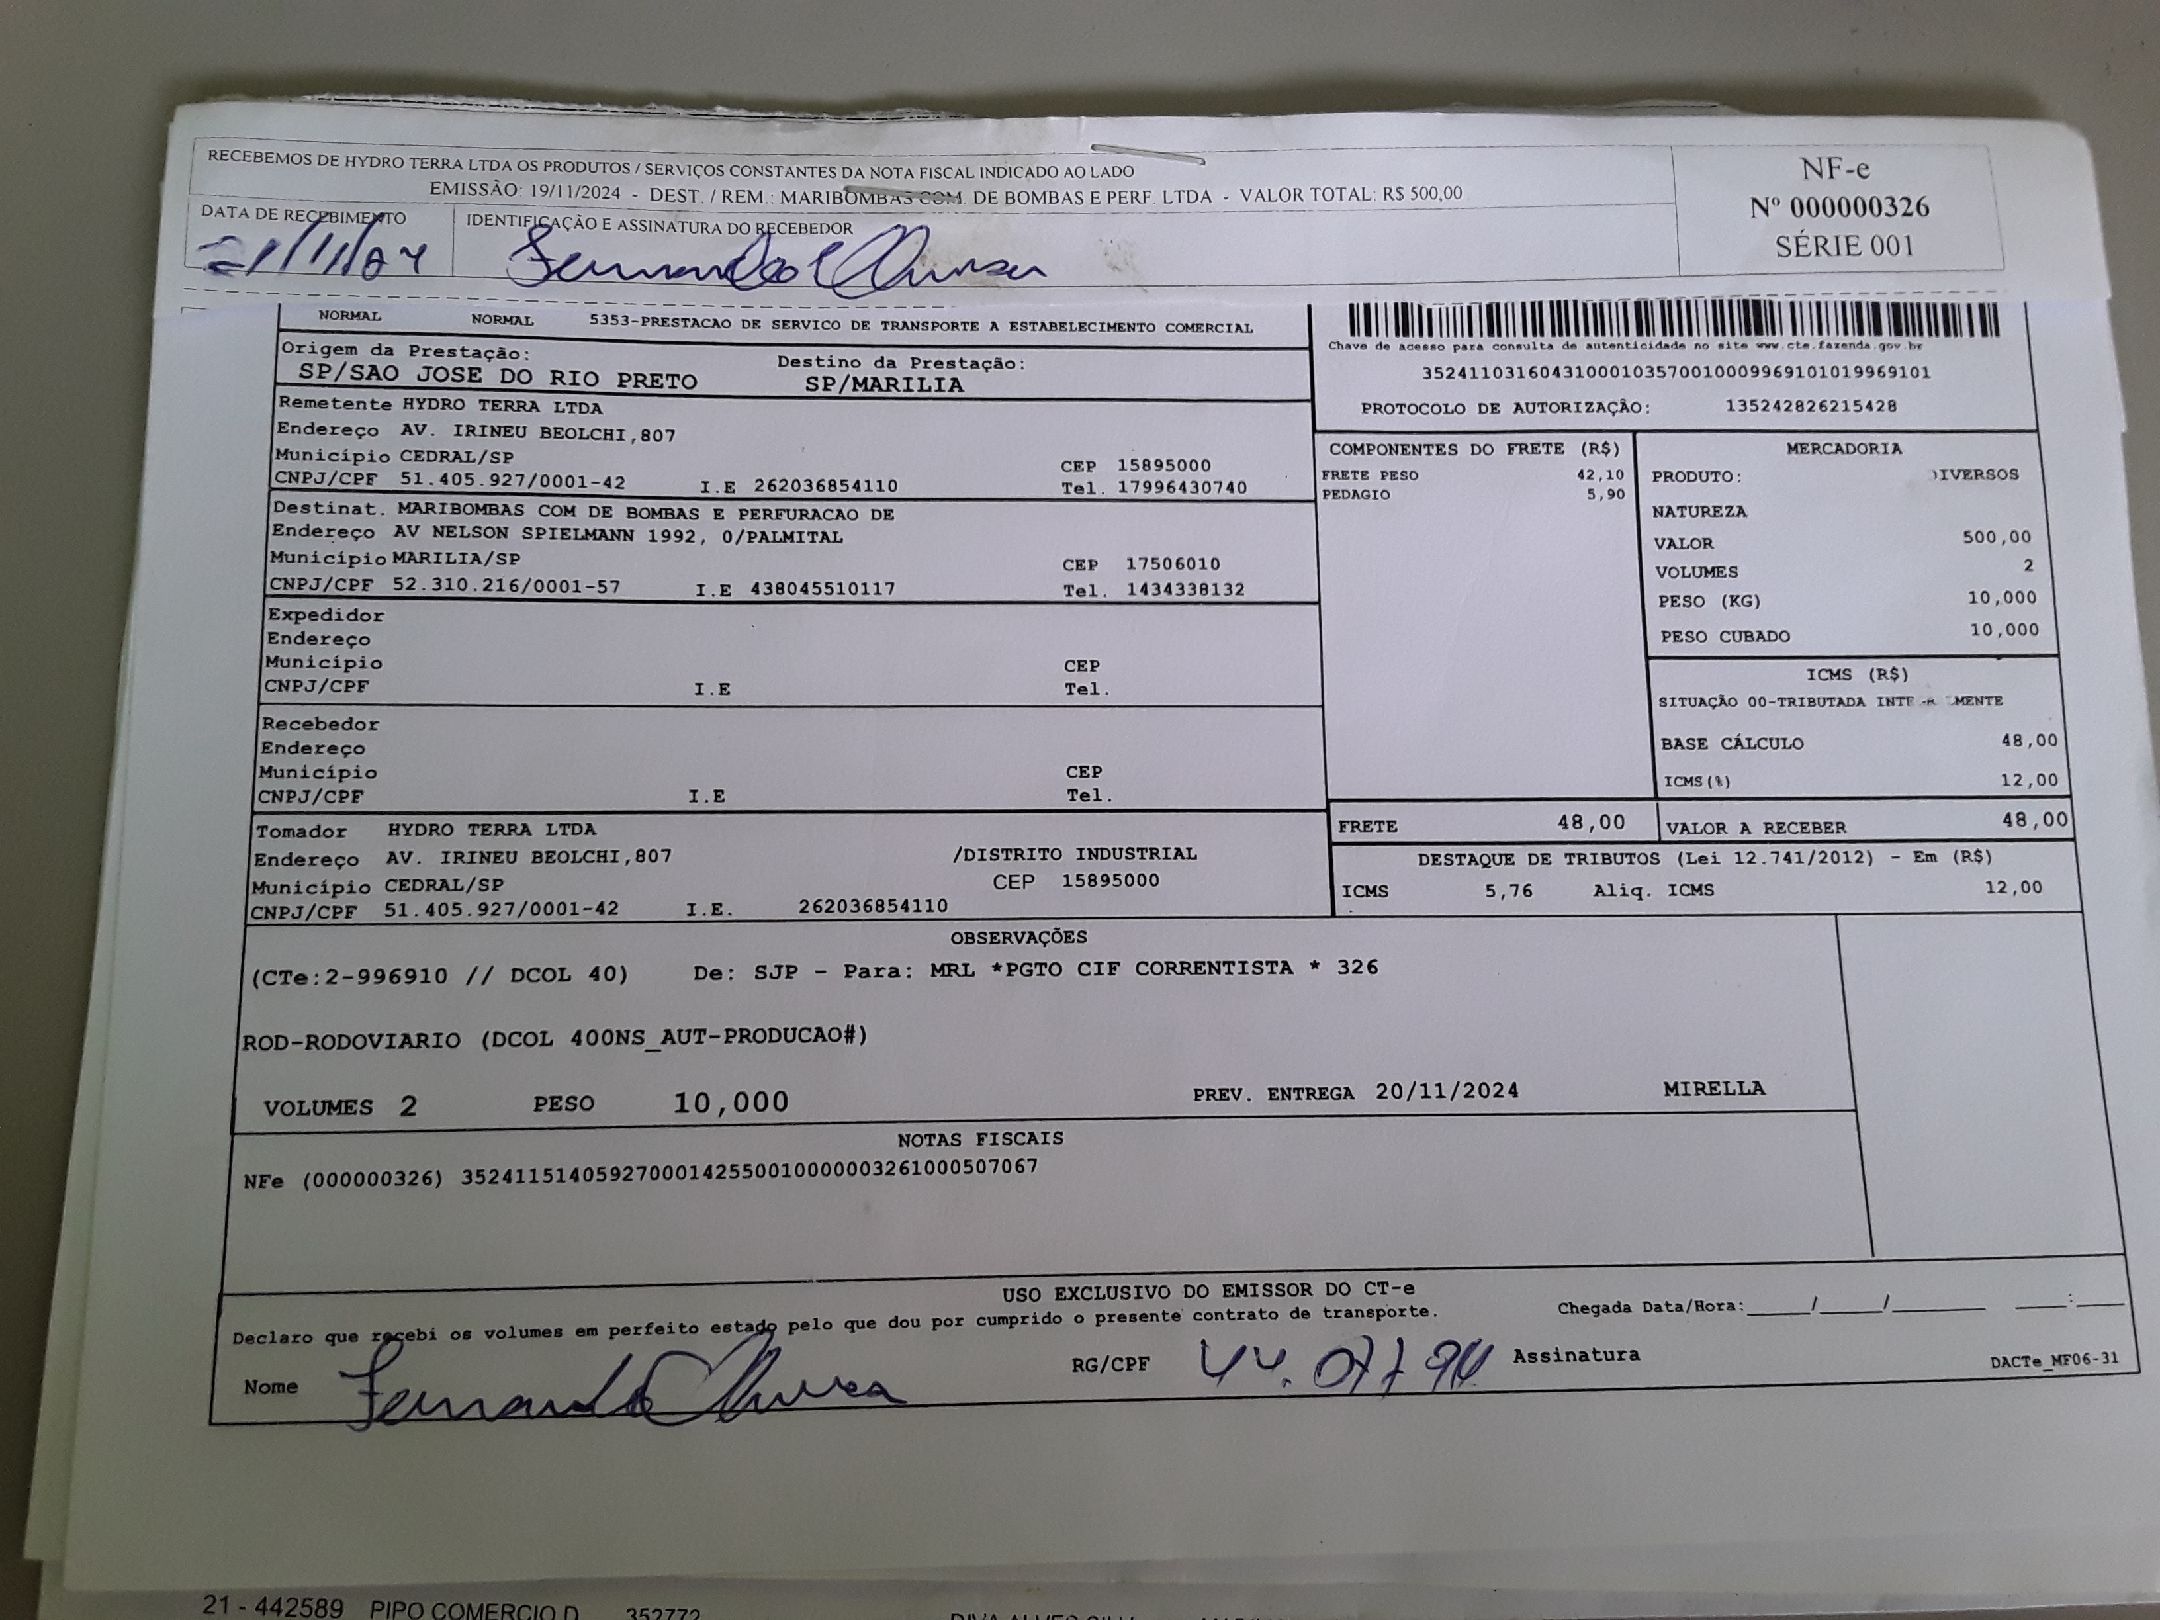 RECEBEMOS DE HYDRO TERRA LTDA OS PRODUTOS / SERVIÇOS CONSTANTES DA NOTA FISCAL INDICADO AO LADO
EMISSÃO: 19/11/2024 - DEST. / REM.: MARIBOMBAS COM. DE BOMBAS E PERF. LTDA - VALOR TOTAL: R$ 500,00
DATA DE RECEBIMENTO IDENTIFICAÇÃO E ASSINATURA DO RECEBEDOR
NF-e
Nº 000000326
SÉRIE 001
NORMAL NORMAL 5353-PRESTACAO DE SERVICO DE TRANSPORTE A ESTABELECIMENTO COMERCIAL
Origem da Prestação: Destino da Prestação:
SP/SAO JOSE DO RIO PRETO SP/MARILIA
Chave de acesso para consulta de autenticidade no site www.cte.fazenda.gov.br
35241103160431000103570010009969101019969101
PROTOCOLO DE AUTORIZAÇÃO: 135242826215428
Remetente HYDRO TERRA LTDA
Endereço AV. IRINEU BEOLCHI,807
Município CEDRAL/SP CEP 15895000
CNPJ/CPF 51.405.927/0001-42 I.E 262036854110 Tel. 17996430740
Destinat. MARIBOMBAS COM DE BOMBAS E PERFURACAO DE
Endereço AV NELSON SPIELMANN 1992, 0/PALMITAL
Município MARILIA/SP CEP 17506010
CNPJ/CPF 52.310.216/0001-57 I.E 438045510117 Tel. 1434338132
Expedidor
Endereço
Município CEP
CNPJ/CPF I.E Tel.
Recebedor
Endereço
Município CEP
CNPJ/CPF I.E Tel.
Tomador HYDRO TERRA LTDA
Endereço AV. IRINEU BEOLCHI,807 /DISTRITO INDUSTRIAL
Município CEDRAL/SP CEP 15895000
CNPJ/CPF 51.405.927/0001-42 I.E. 262036854110
COMPONENTES DO FRETE (R$)
FRETE PESO 42,10
PEDAGIO 5,90
MERCADORIA
PRODUTO: IVERSOS
NATUREZA
VALOR 500,00
VOLUMES 2
PESO (KG) 10,000
PESO CUBADO 10,000
ICMS (R$)
SITUAÇÃO 00-TRIBUTADA
BASE CÁLCULO 48,00
ICMS(%) 12,00
FRETE 48,00 VALOR A RECEBER 48,00
DESTAQUE DE TRIBUTOS (Lei 12.741/2012) - Em (R$)
ICMS 5,76 Aliq. ICMS 12,00
OBSERVAÇÕES
(CTe:2-996910 // DCOL 40) De: SJP - Para: MRL *PGTO CIF CORRENTISTA * 326
ROD-RODOVIARIO (DCOL 400NS_AUT-PRODUCAO#)
VOLUMES 2 PESO 10,000 PREV. ENTREGA 20/11/2024 MIRELLA
NOTAS FISCAIS
NFe (000000326) 35241151405927000142550010000003261000507067
USO EXCLUSIVO DO EMISSOR DO CT-e
Declaro que recebi os volumes em perfeito estado pelo que dou por cumprido o presente contrato de transporte. Chegada Data/Hora:_____/_____/_______ ____:____
Nome Fernando RG/CPF Assinatura DACTe_MF06-31
21 - 442589 PIPO COMERCIO D 352772